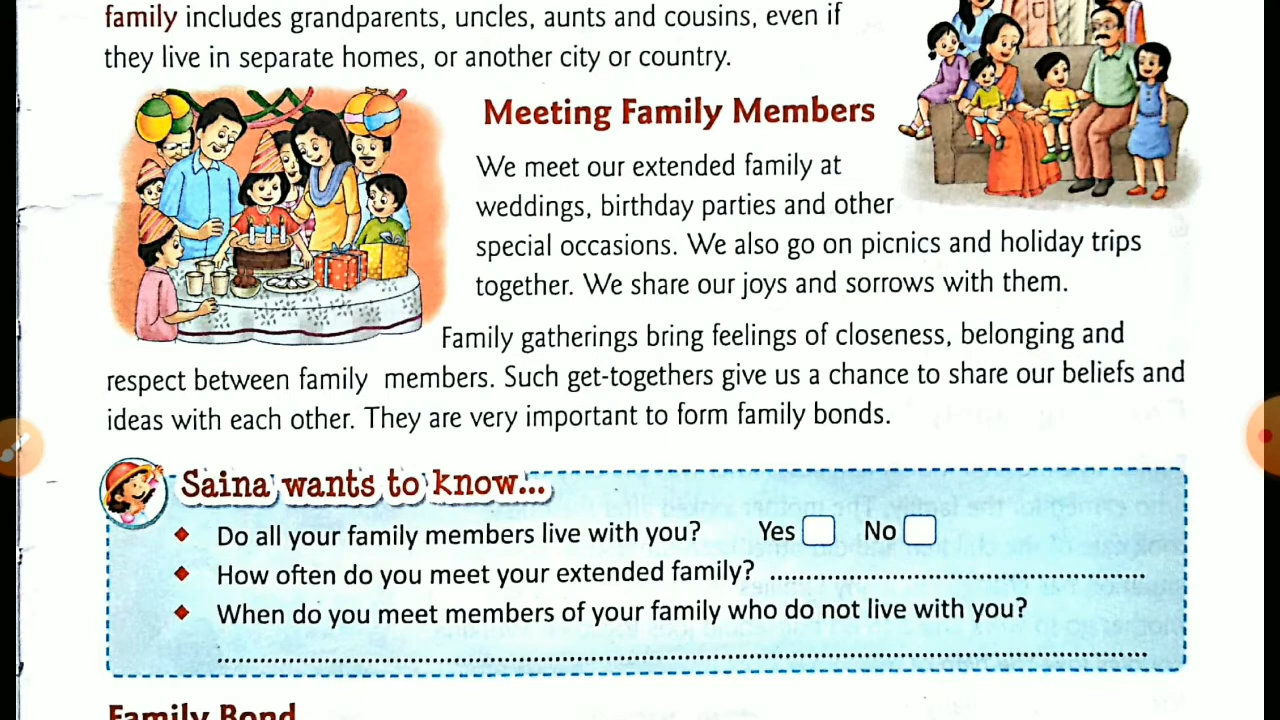 family includes grandparents, uncles, aunts and cousins, even if
they live in separate homes, or another city or country.
Meeting Family Members
We meet our extended family at
weddings, birthday parties and other
special occasions. We also go on picnics and holiday trips
together. We share our joys and sorrows with them.
Family gatherings bring feelings of closeness, belonging and
respect between family members. Such get-togethers give us a chance to share our beliefs and
ideas with each other. They are very important to form family bonds.
Saina wants to know...
Do all your family members live with you? Yes No
How often do you meet your extended family?
When do you meet members of your family who do not live with you?
Family Bond